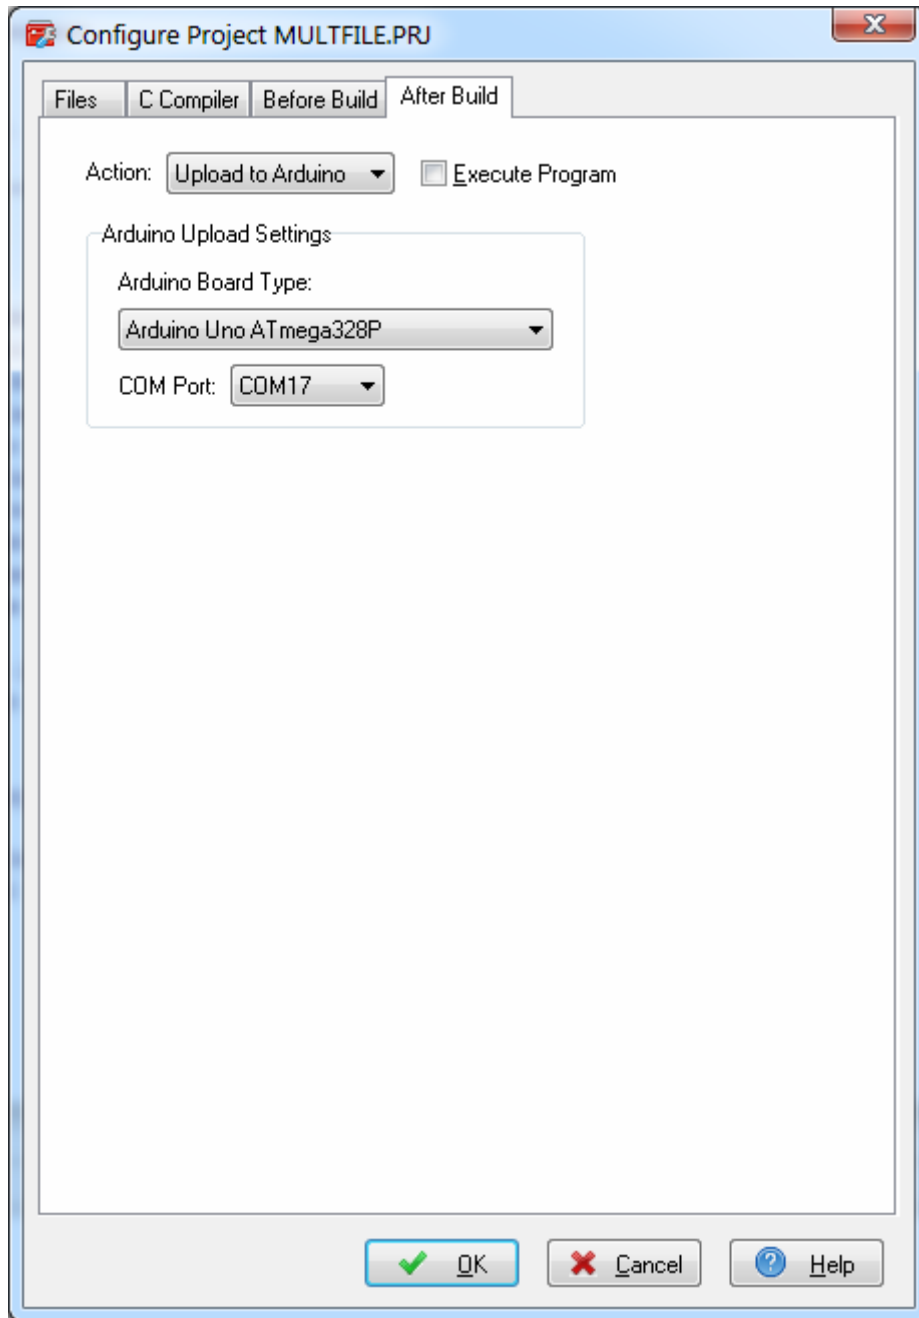 Configure Project MULTFILE.PRJ
Files C Compiler Before Build After Build
Action: Upload to Arduino Execute Program
Arduino Upload Settings
Arduino Board Type:
Arduino Uno ATmega328P
COM Port: COM17
OK Cancel Help